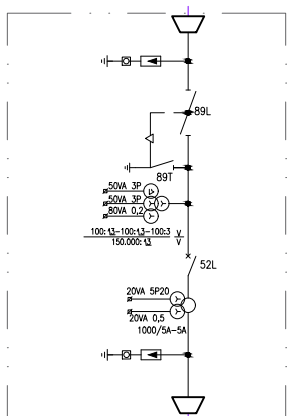 89L
89T
50VA 3P
50VA 3P
80VA 0,2
100:√3-100:√3-100:3 V
150.000:√3 V
52L
20VA 5P20
20VA 0,5
1000/5A-5A